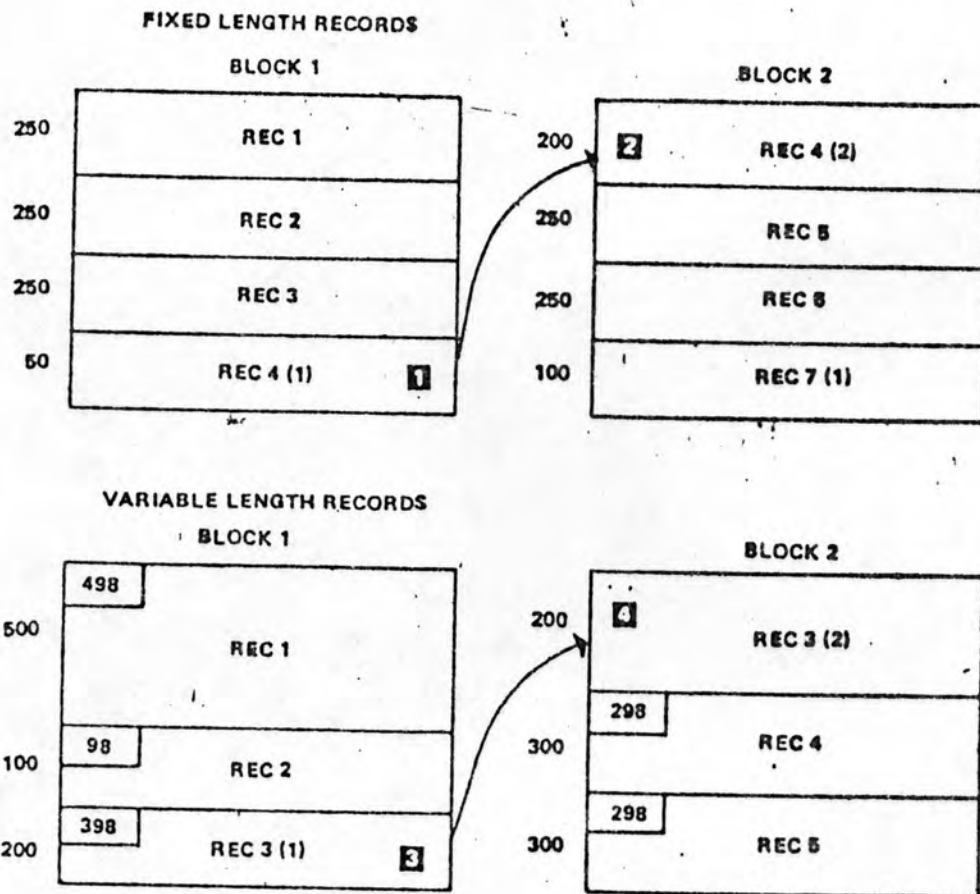 FIXED LENGTH RECORDS
BLOCK 1
250 REC 1
250 REC 2
250 REC 3
50 REC 4 (1) 1
BLOCK 2
200 2 REC 4 (2)
250 REC 5
250 REC 6
100 REC 7 (1)
VARIABLE LENGTH RECORDS
BLOCK 1
498
500 REC 1
98
100 REC 2
398
200 REC 3 (1) 3
BLOCK 2
200 4 REC 3 (2)
298
300 REC 4
298
300 REC 5